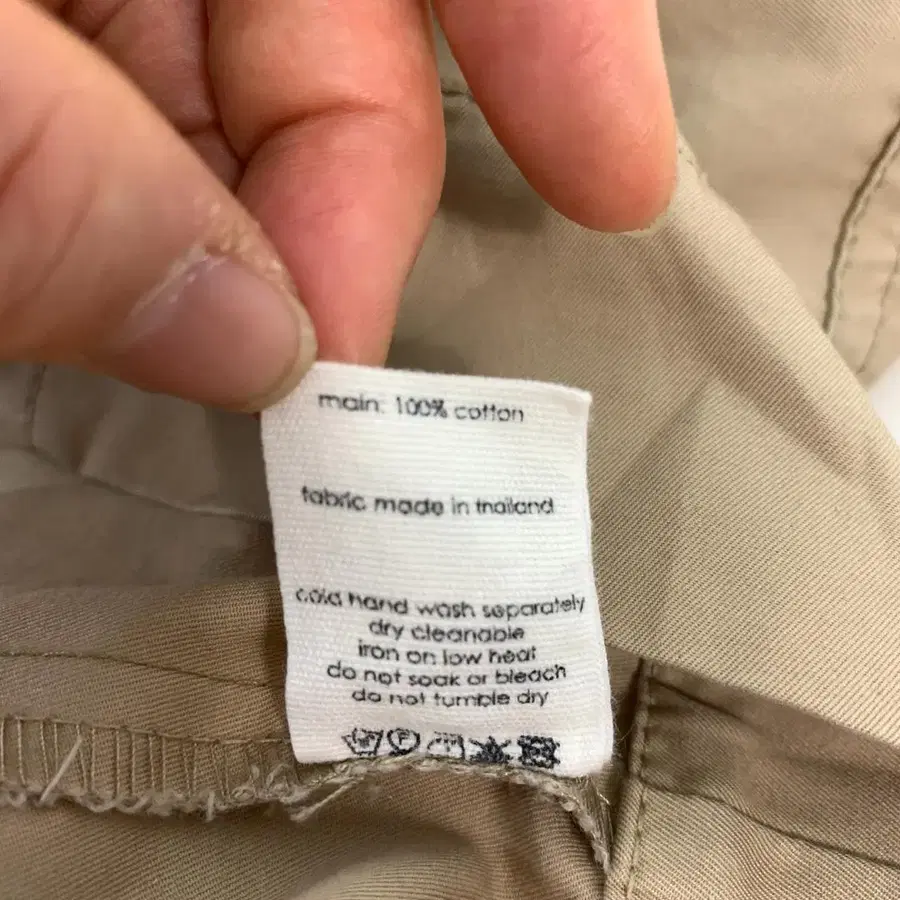 main: 100% cotton
fabric made in thailand
cold hand wash separately
dry cleanable
iron on low heat
do not soak or bleach
do not tumble dry